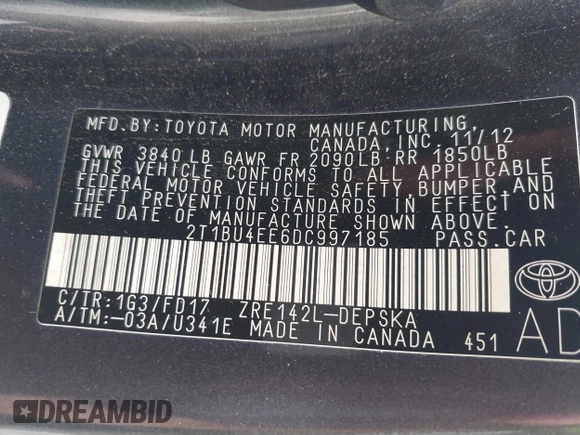 MFD.BY:TOYOTA MOTOR MANUFACTURING,
CANADA,INC. 11/12
GVWR 3840LB GAWR FR 2090LB RR 1850LB
THIS VEHICLE CONFORMS TO ALL APPLICABLE
FEDERAL MOTOR VEHICLE SAFETY BUMPER,AND
THEFT PREVENTION STANDARDS IN EFFECT ON
THE DATE OF MANUFACTURE SHOWN ABOVE.
2T1BU4EE6DC997185 PASS.CAR
C/TR:1G3/FD17 ZRE142L-DEPSKA
A/TM:-03A/U341E MADE IN CANADA 451
TOYOTA
AD
DREAMBID